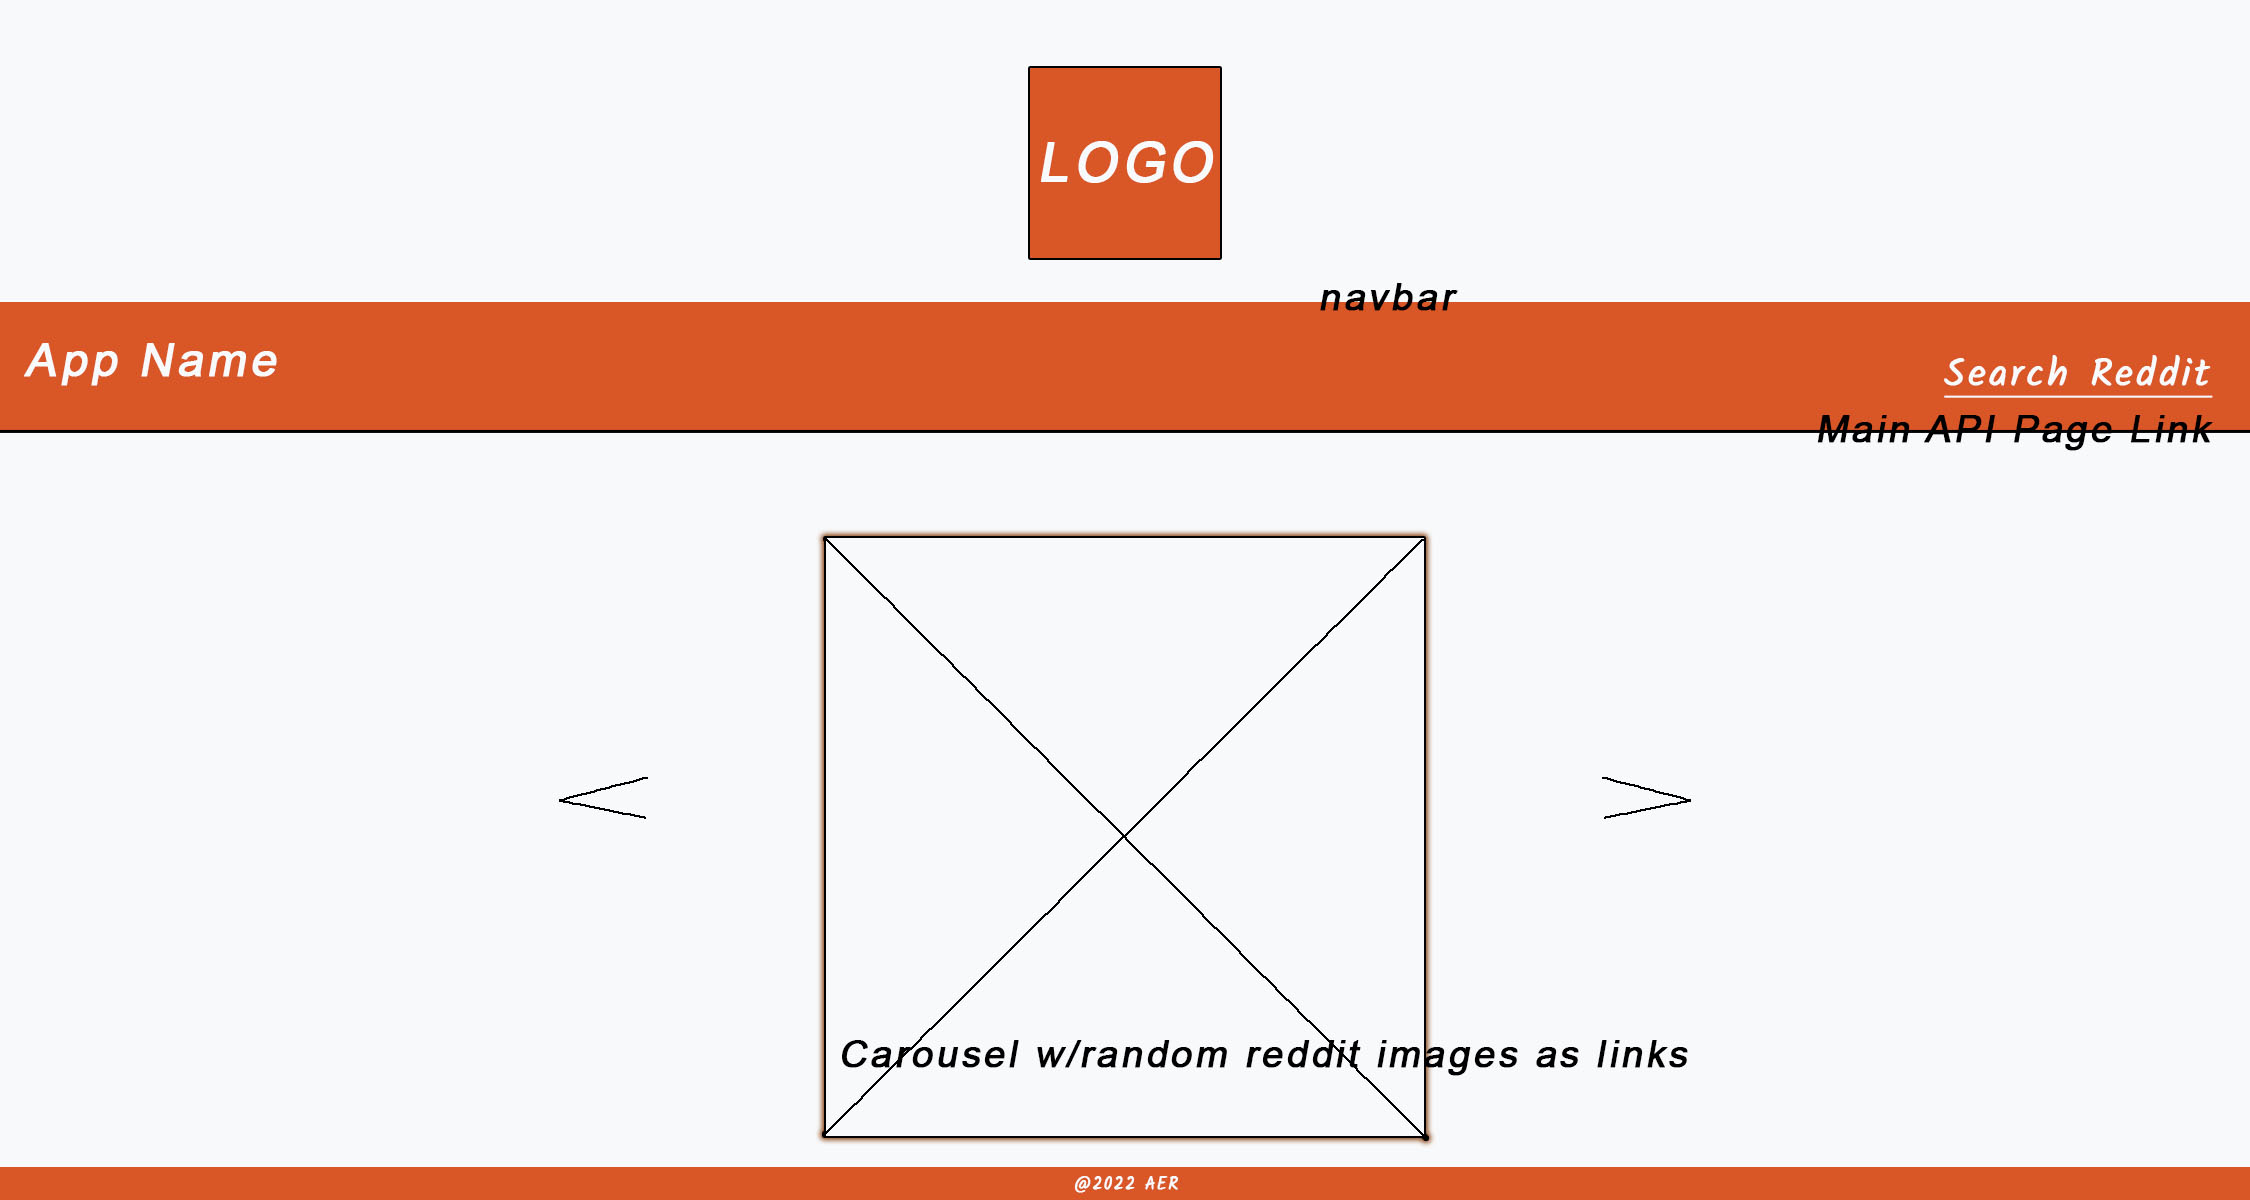 LOGO
navbar
App Name
Search Reddit
Main API Page Link
Carousel w/random reddit images as links
@2022 AER